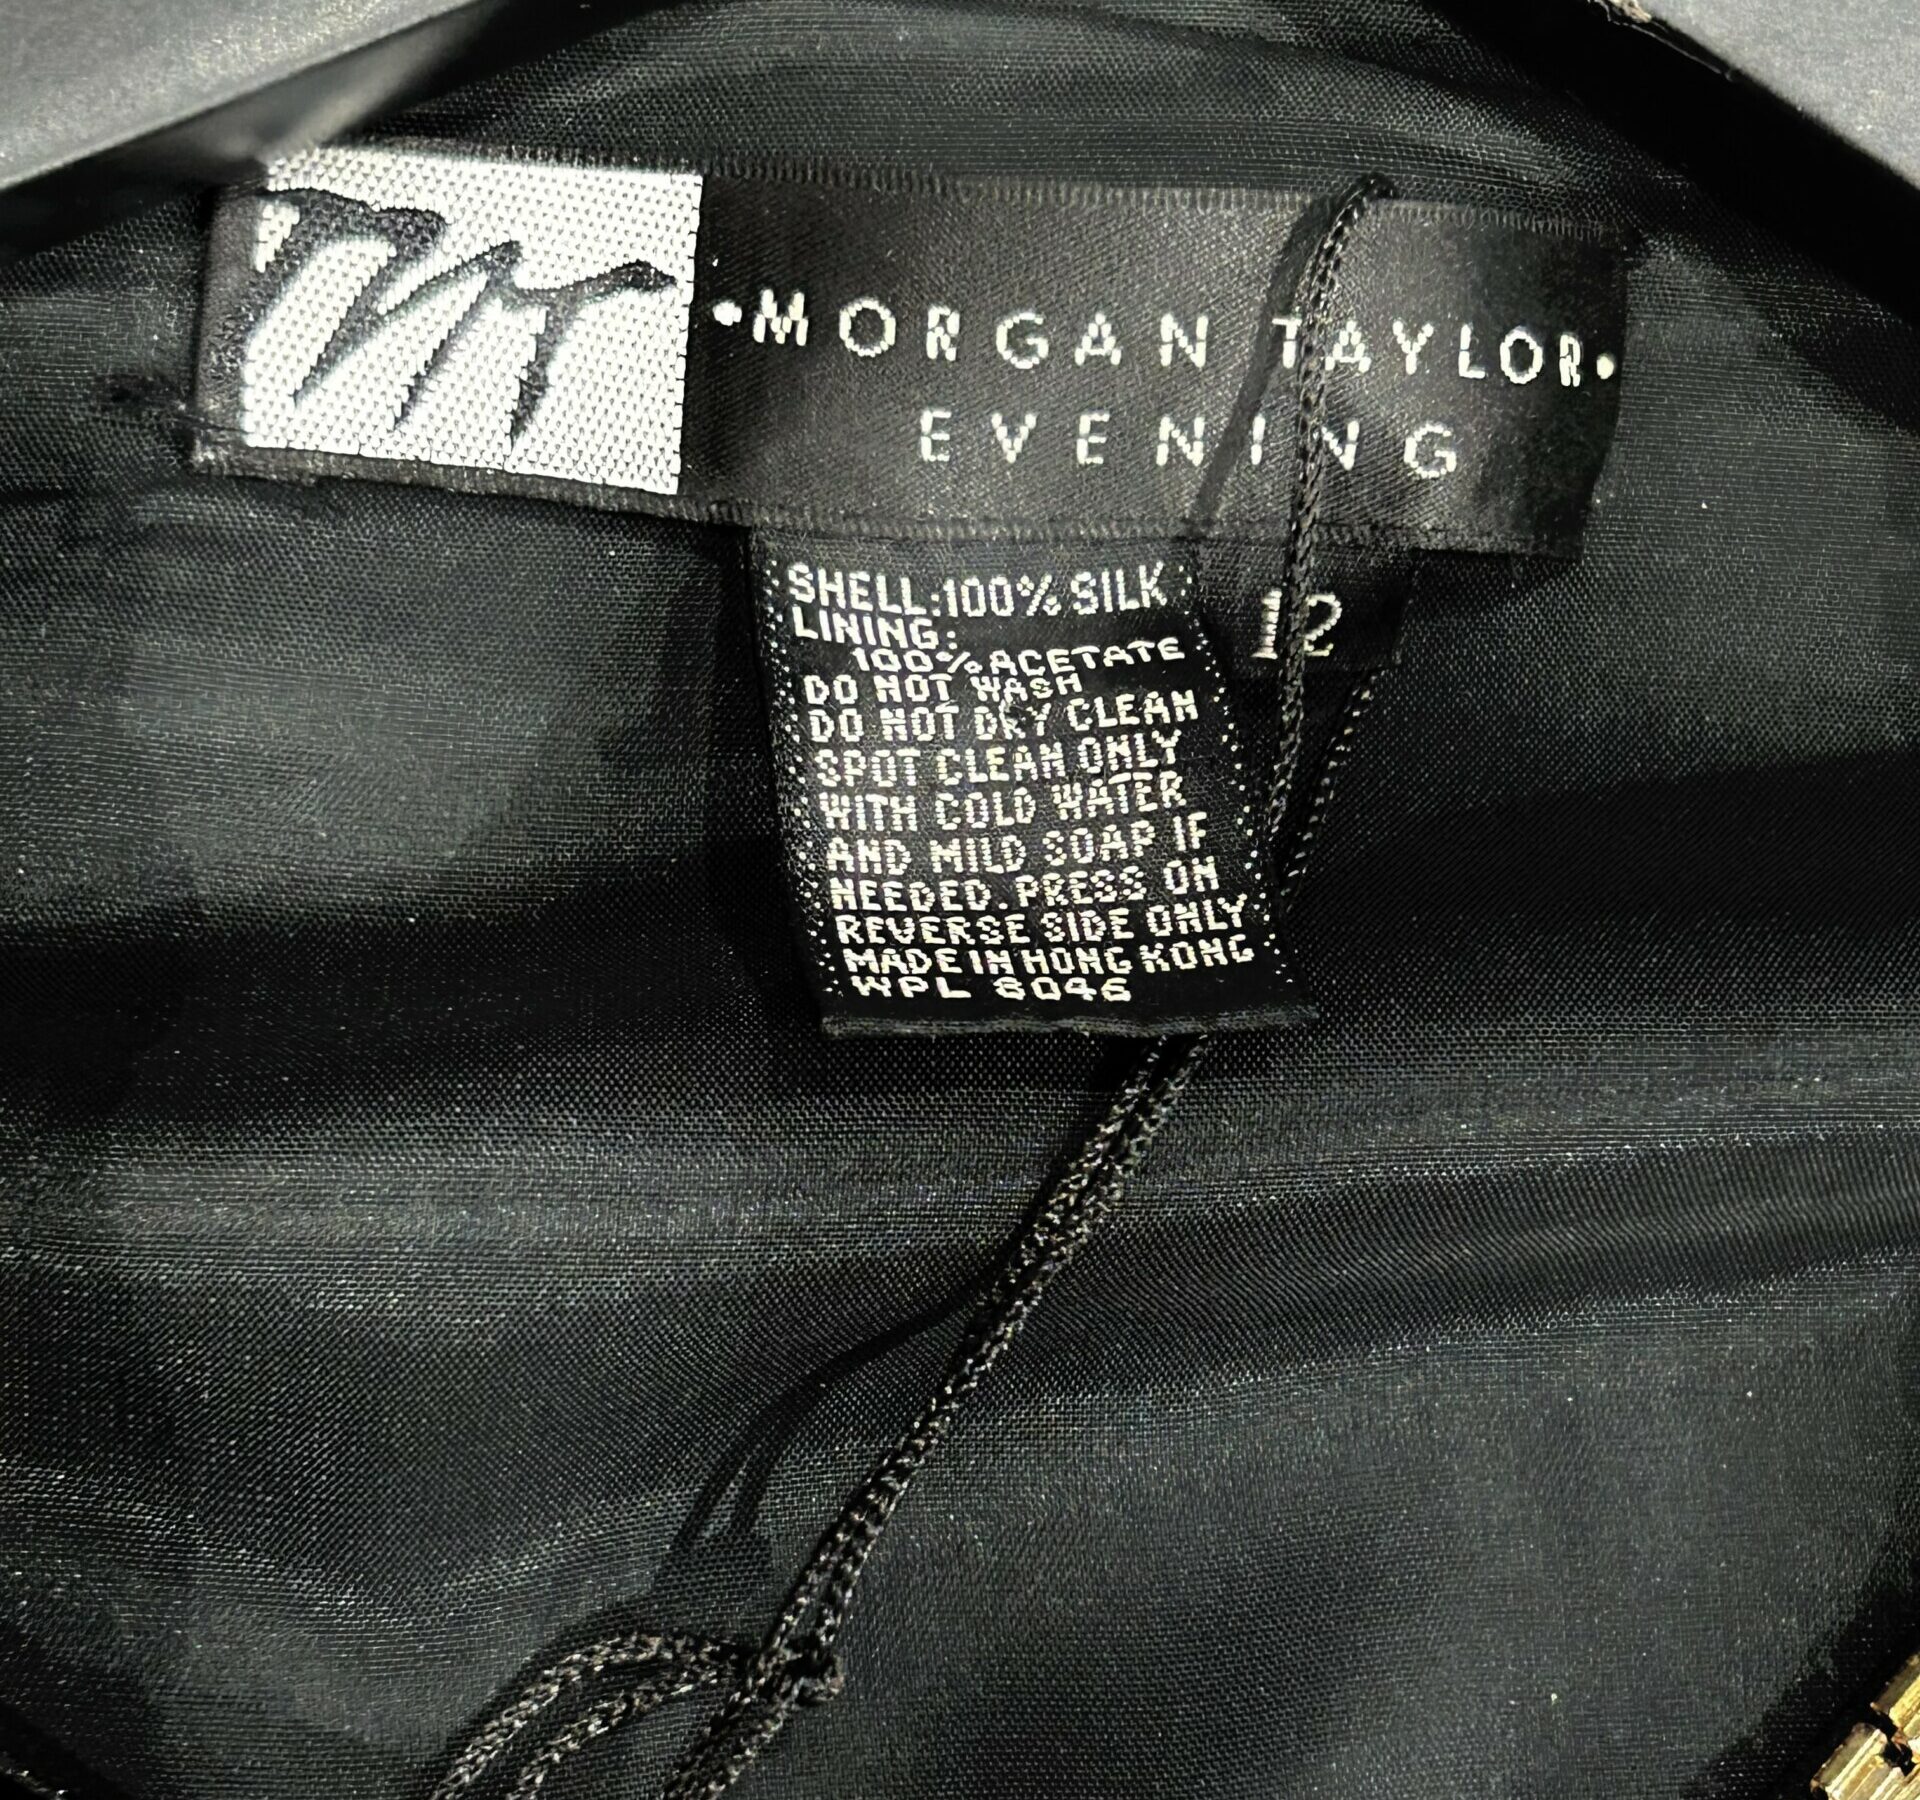 MT
•MORGAN TAYLOR•
EVENING
12
SHELL:100% SILK
LINING:
100% ACETATE
DO NOT WASH
DO NOT DRY CLEAN
SPOT CLEAN ONLY
WITH COLD WATER
AND MILD SOAP IF
NEEDED. PRESS ON
REVERSE SIDE ONLY
MADE IN HONG KONG
WPL 8046